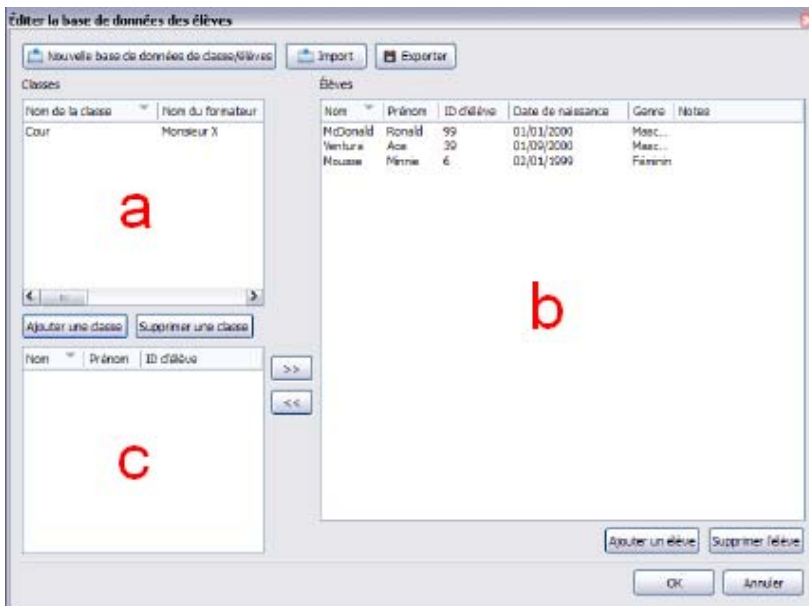 Éditer la base de données des élèves
Nouvelle base de données de classe/élèves Import Exporter
Classes Élèves
Nom de la classe Nom du formateur
Cour Monsieur X
Nom Prénom ID d'élève Date de naissance Genre Notes
McDonald Ronald 99 01/01/2000 Masc...
Ventura Ace 39 01/09/2000 Masc...
Mousse Minnie 6 02/01/1999 Féminin
a
b
Ajouter une classe Supprimer une classe
Nom Prénom ID d'élève
>>
<<
c
Ajouter un élève Supprimer l'élève
OK Annuler